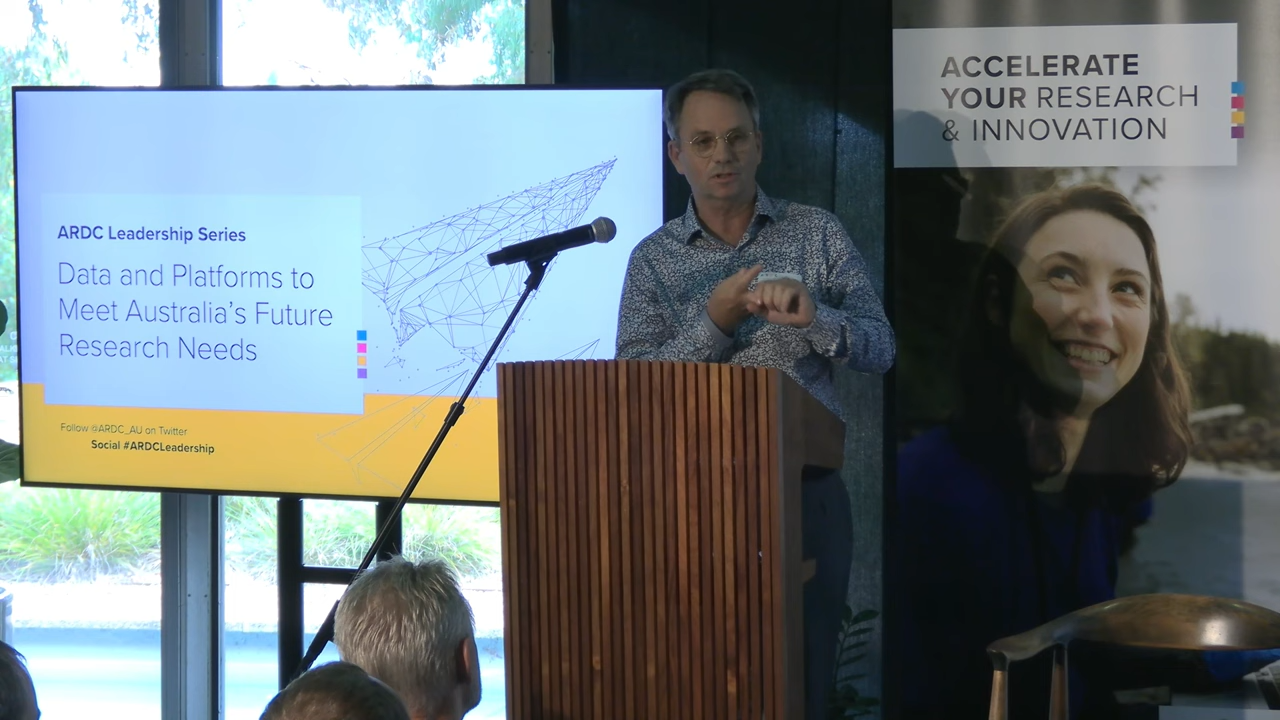 ARDC Leadership Series
Data and Platforms to
Meet Australia's Future
Research Needs
Follow @ARDC_AU on Twitter
Social #ARDCLeadership
ACCELERATE
YOUR RESEARCH
& INNOVATION